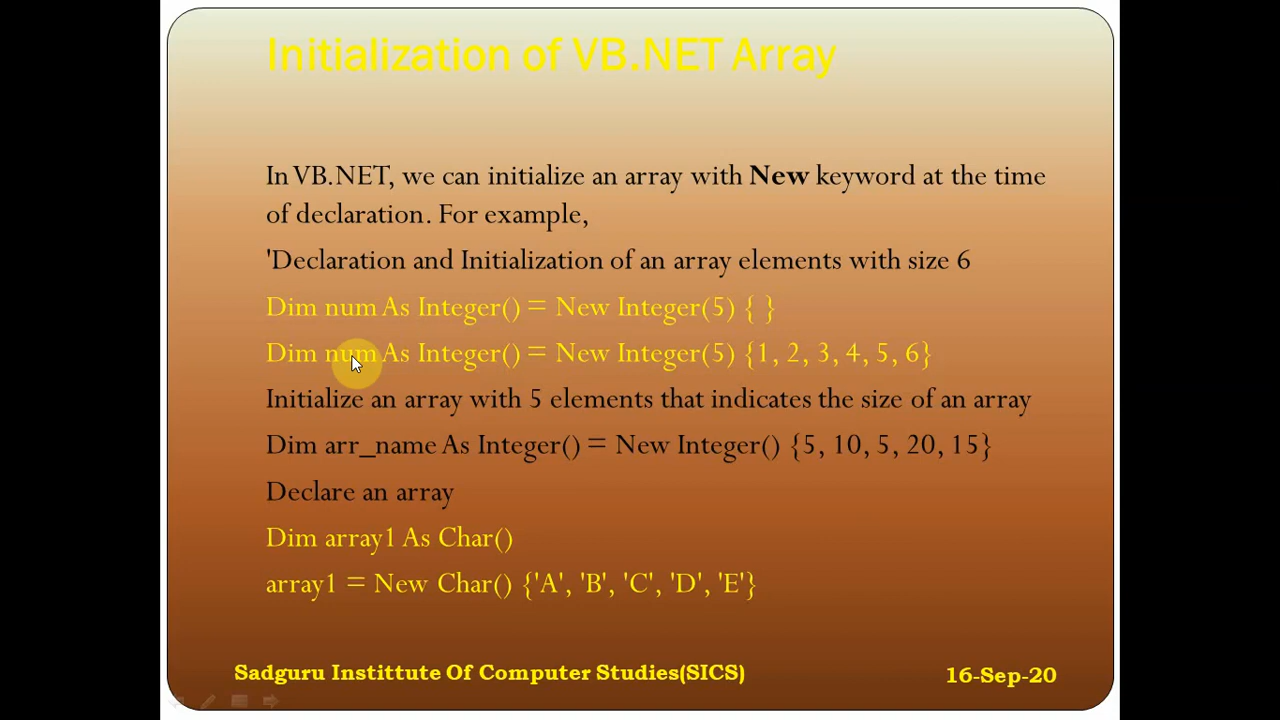 Initialization of VB.NET Array
In VB.NET, we can initialize an array with New keyword at the time
of declaration. For example,
'Declaration and Initialization of an array elements with size 6
Dim num As Integer() = New Integer(5) { }
Dim num As Integer() = New Integer(5) {1, 2, 3, 4, 5, 6}
Initialize an array with 5 elements that indicates the size of an array
Dim arr_name As Integer() = New Integer() {5, 10, 5, 20, 15}
Declare an array
Dim array1 As Char()
array1 = New Char() {'A', 'B', 'C', 'D', 'E'}
Sadguru Instittute Of Computer Studies(SICS)
16-Sep-20